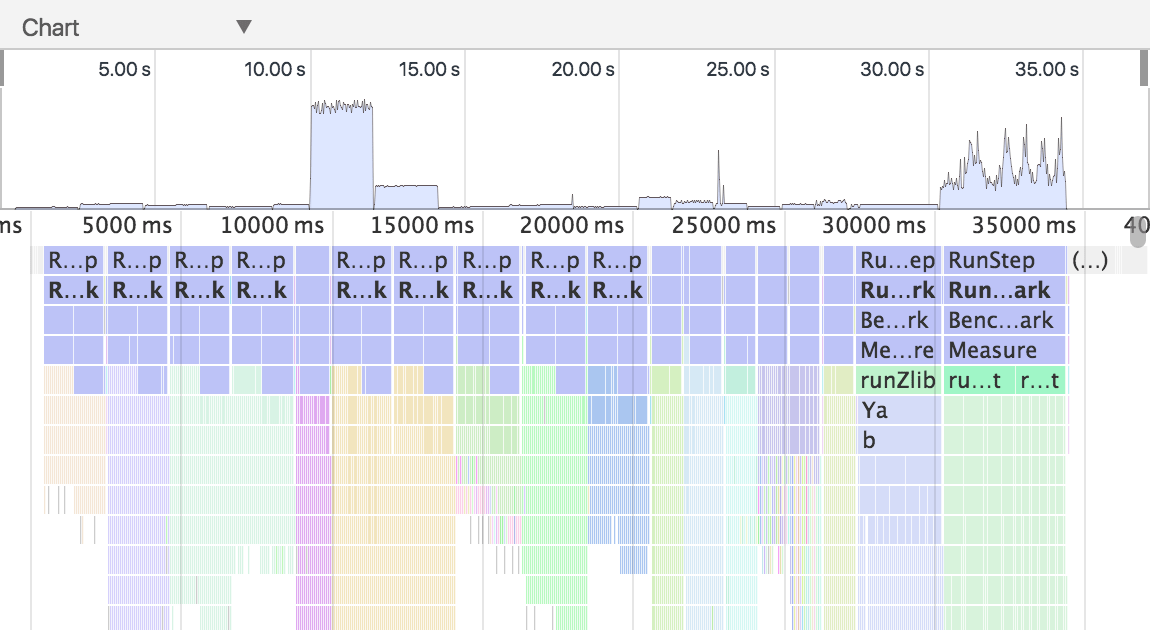 Chart ▼
5.00 s 10.00 s 15.00 s 20.00 s 25.00 s 30.00 s 35.00 s
ms 5000 ms 10000 ms 15000 ms 20000 ms 25000 ms 30000 ms 35000 ms 40
R…p R…p R…p R…p R…p R…p R…p R…p R…p Ru…ep RunStep (…)
R…k R…k R…k R…k R…k R…k R…k R…k R…k Ru…rk Run…ark
Be…rk Benc…ark
Me…re Measure
runZlib ru…t r…t
Ya
b